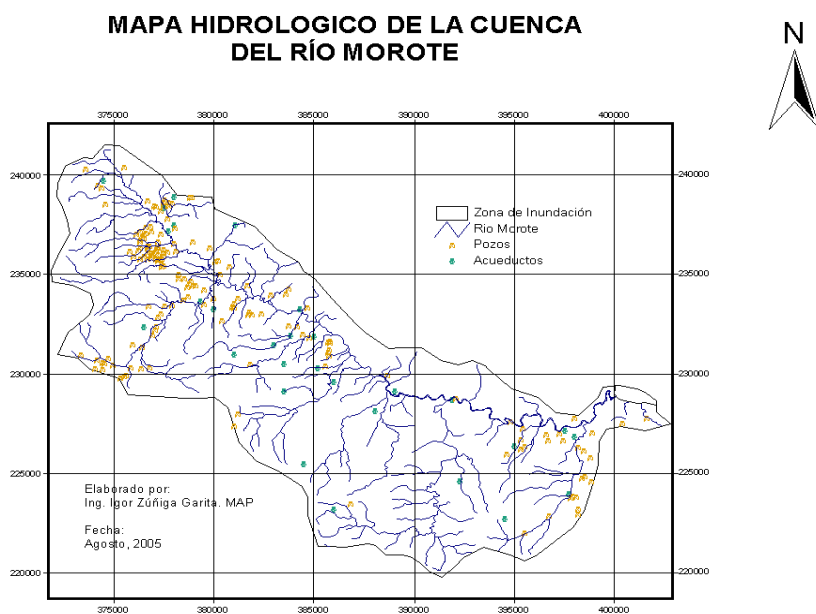 MAPA HIDROLOGICO DE LA CUENCA
DEL RÍO MOROTE
N
375000 380000 385000 390000 395000 400000
240000 240000
235000 235000
230000 230000
225000 225000
220000 220000
375000 380000 385000 390000 395000 400000
Zona de Inundación
Rio Morote
Pozos
Acueductos
Elaborado por:
Ing. Igor Zúñiga Garita. MAP
Fecha:
Agosto, 2005